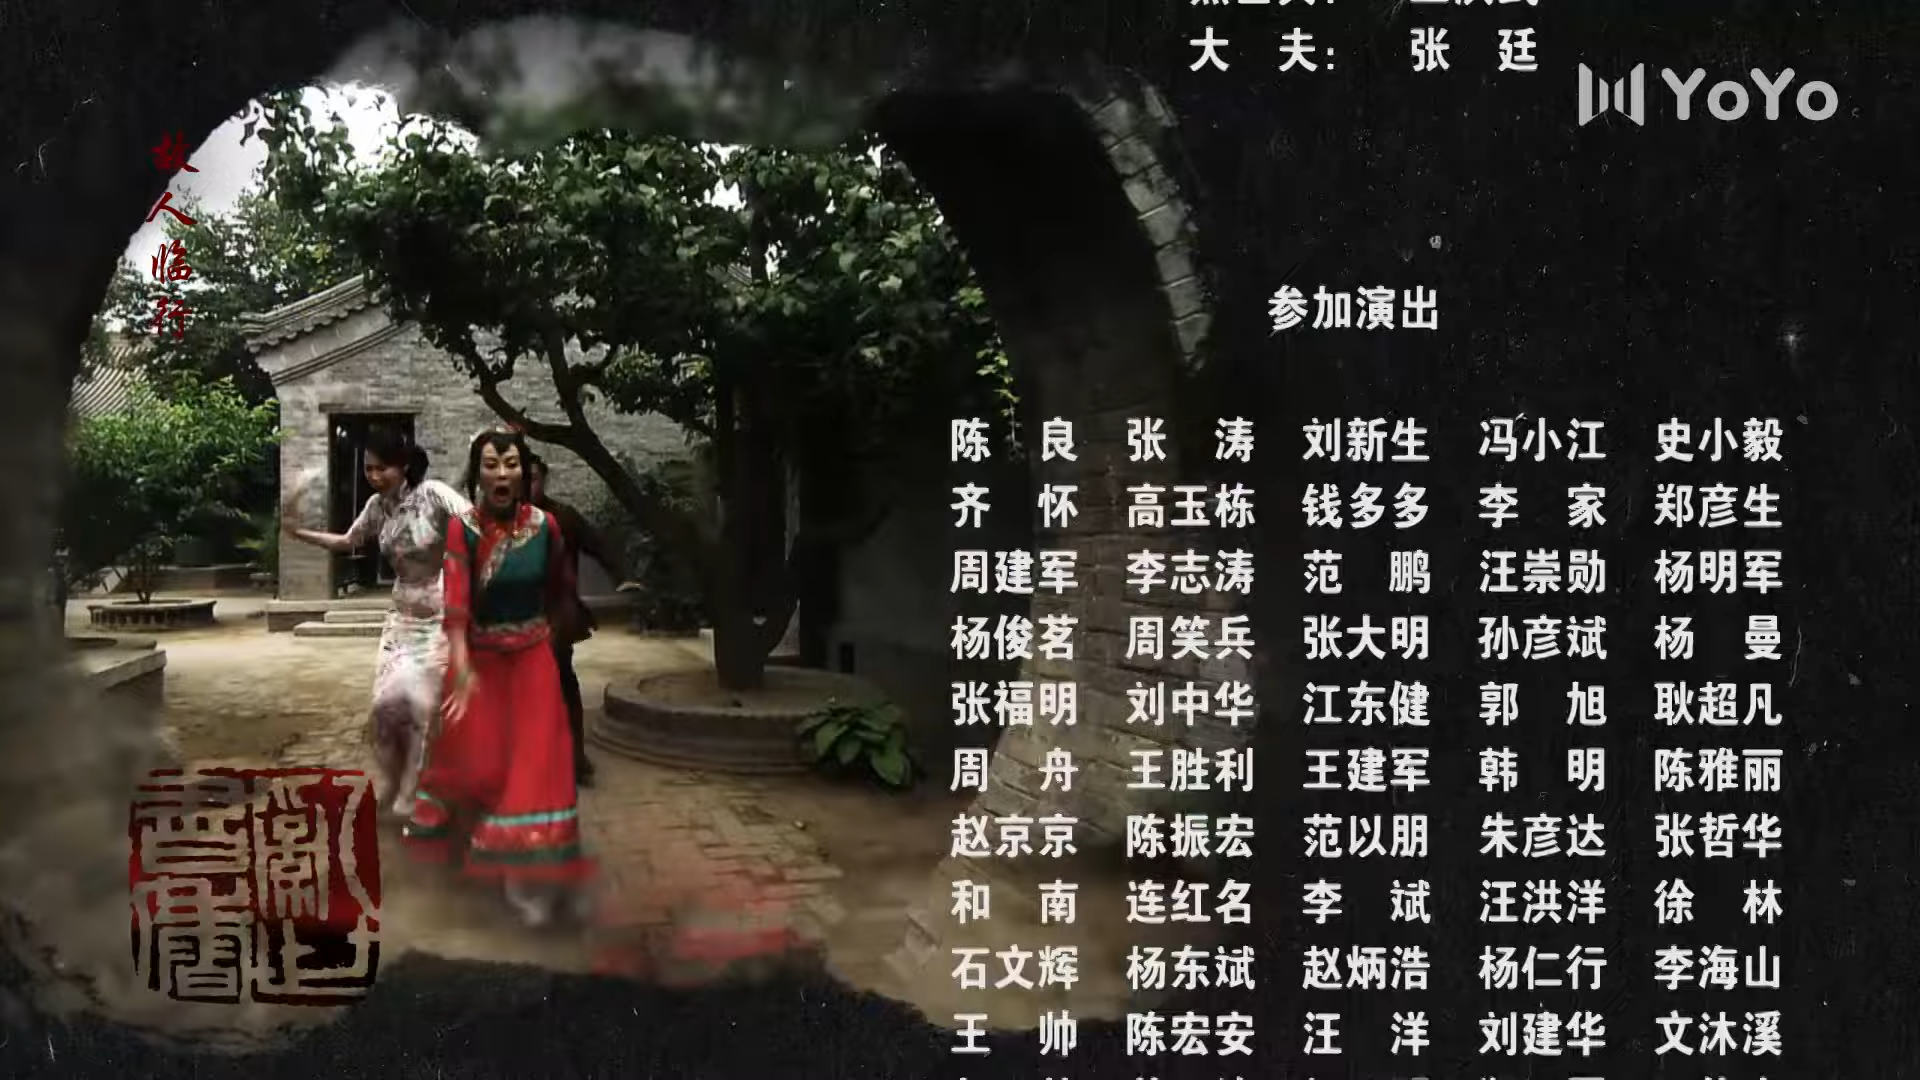 大　夫：　张　廷
YoYo
故人临行
参加演出
陈　良　张　涛　刘新生　冯小江　史小毅
齐　怀　高玉栋　钱多多　李　家　郑彦生
周建军　李志涛　范　鹏　汪崇勋　杨明军
杨俊茗　周笑兵　张大明　孙彦斌　杨　曼
张福明　刘中华　江东健　郭　旭　耿超凡
周　舟　王胜利　王建军　韩　明　陈雅丽
赵京京　陈振宏　范以朋　朱彦达　张哲华
和　南　连红名　李　斌　汪洪洋　徐　林
石文辉　杨东斌　赵炳浩　杨仁行　李海山
王　帅　陈宏安　汪　洋　刘建华　文沐溪